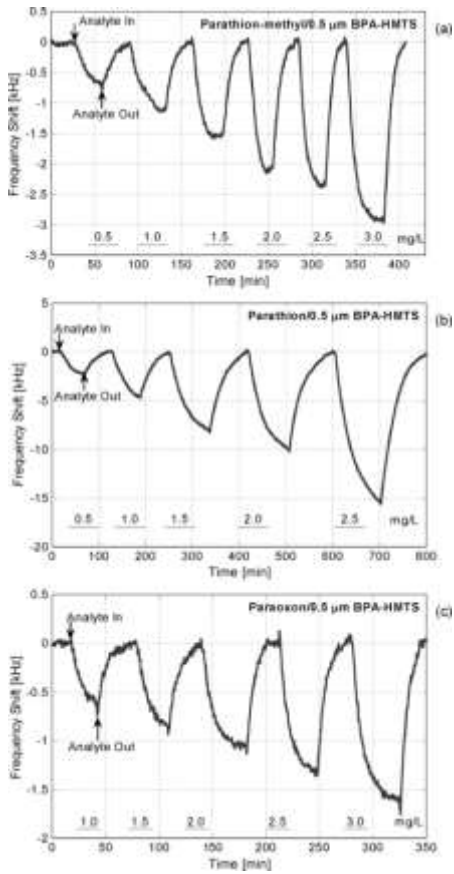 Parathion-methyl/0.5 µm BPA-HMTS
(a)
Analyte In
Analyte Out
0.5
0
-0.5
-1
-1.5
-2
-2.5
-3
-3.5
Frequency Shift [kHz]
0.5 1.0 1.5 2.0 2.5 3.0 mg/L
0 50 100 150 200 250 300 350 400
Time [min]
Parathion/0.5 µm BPA-HMTS
(b)
Analyte In
Analyte Out
5
0
-5
-10
-15
-20
Frequency Shift [kHz]
0.5 1.0 1.5 2.0 2.5 mg/L
0 100 200 300 400 500 600 700 800
Time [min]
Paraoxon/0.5 µm BPA-HMTS
(c)
Analyte In
Analyte Out
0.5
0
-0.5
-1
-1.5
-2
Frequency Shift [kHz]
1.0 1.5 2.0 2.5 3.0 mg/L
0 50 100 150 200 250 300 350
Time [min]